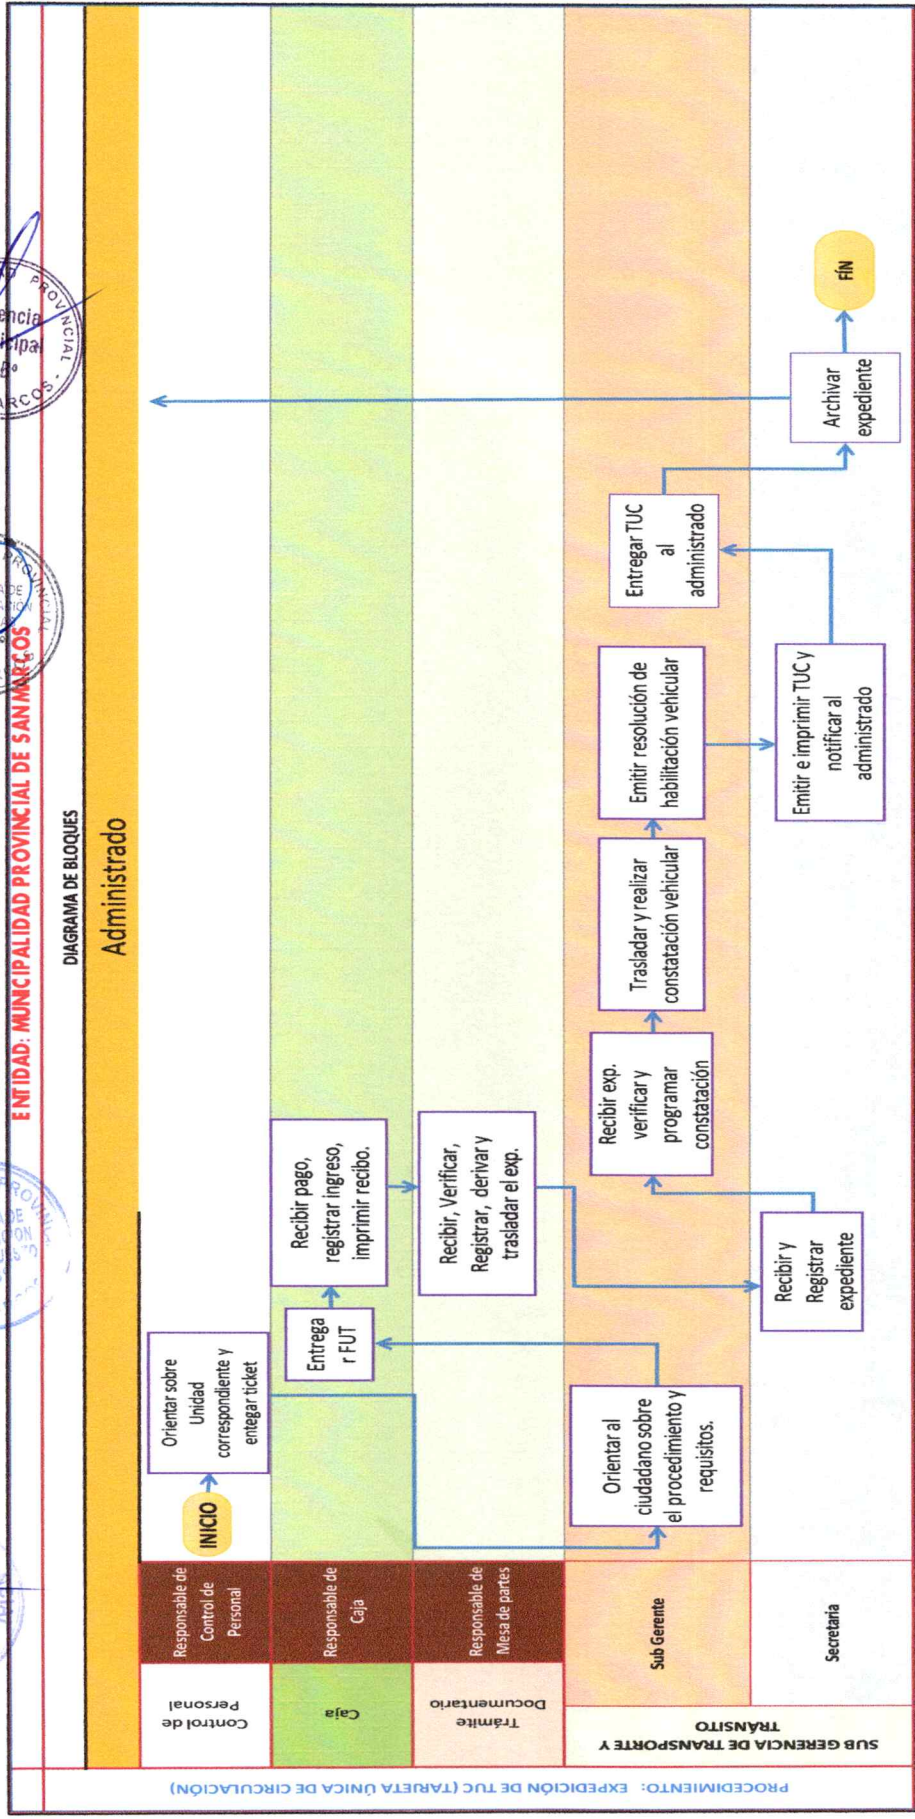 ENTIDAD: MUNICIPALIDAD PROVINCIAL DE SAN MARCOS
DIAGRAMA DE BLOQUES
Administrado
PROCEDIMIENTO: EXPEDICIÓN DE TUC (TARJETA ÚNICA DE CIRCULACIÓN)
Control de
Personal
Responsable de
Control de
Personal
INICIO
Orientar sobre
Unidad
correspondiente y
entegar ticket
Caja
Responsable de
Caja
Entrega
r FUT
Recibir pago,
registrar ingreso,
imprimir recibo.
Trámite
Documentario
Responsable de
Mesa de partes
Recibir, Verificar,
Registrar, derivar y
trasladar el exp.
SUB GERENCIA DE TRANSPORTE Y
TRÁNSITO
Sub Gerente
Orientar al
ciudadano sobre
el procedimiento y
requisitos.
Recibir exp.
verificar y
programar
constatación
Trasladar y realizar
constatación vehicular
Emitir resolución de
habilitación vehicular
Entregar TUC
al
administrado
Secretaria
Recibir y
Registrar
expediente
Emitir e imprimir TUC y
notificar al
administrado
Archivar
expediente
FÍN
PROVINCIAL